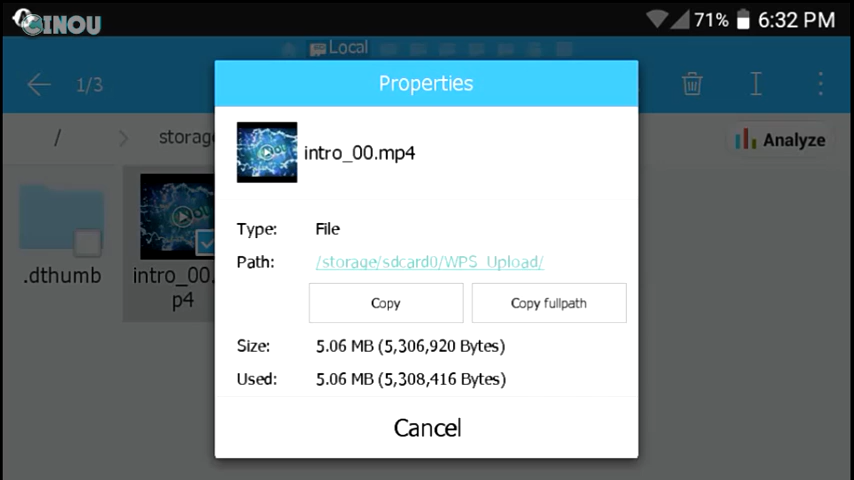 CINOU
71% 6:32 PM
Local
1/3
Properties
/ storage
Analyze
intro_00.mp4
.dthumb
intro_00.
p4
Type: File
Path: /storage/sdcard0/WPS_Upload/
Copy Copy fullpath
Size: 5.06 MB (5,306,920 Bytes)
Used: 5.06 MB (5,308,416 Bytes)
Cancel